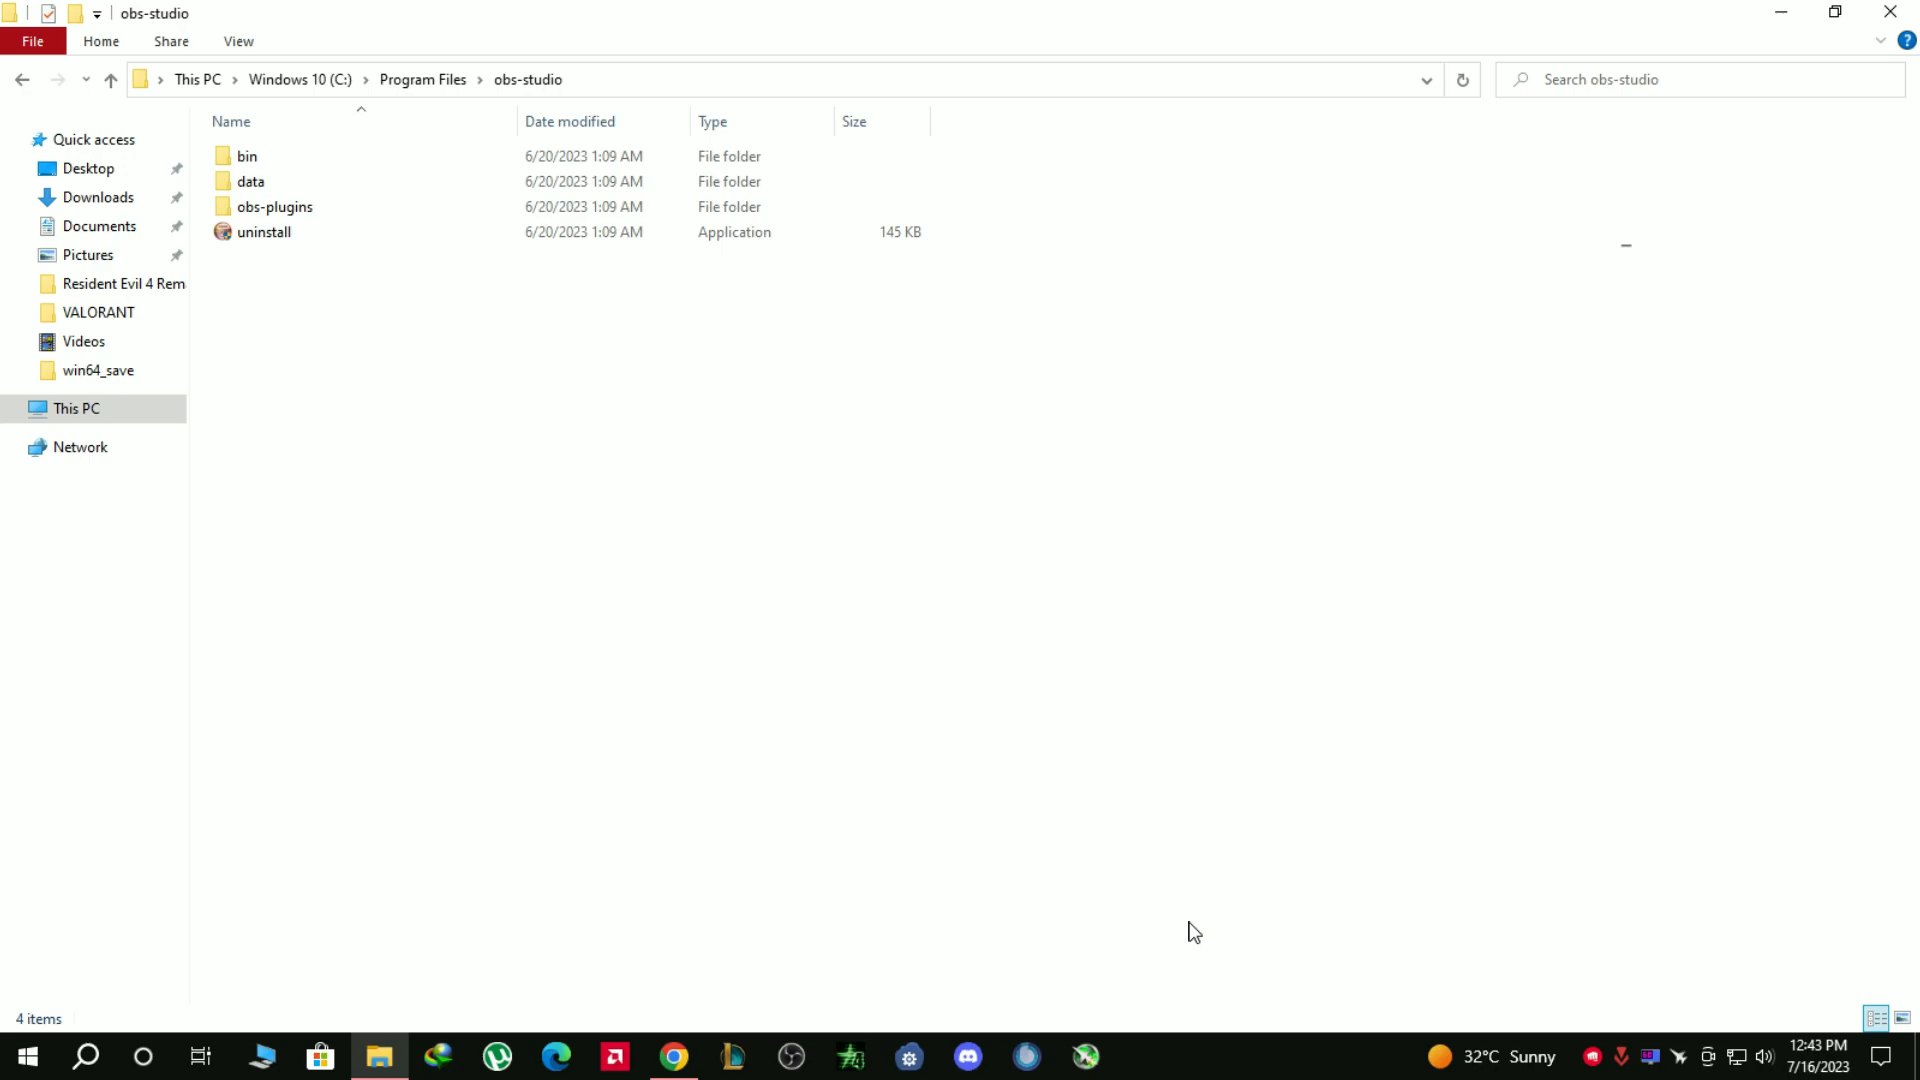 obs-studio
File Home Share View
This PC Windows 10 (C:) Program Files obs-studio
Search obs-studio
Name Date modified Type Size
Quick access
Desktop
Downloads
Documents
Pictures
Resident Evil 4 Rem
VALORANT
Videos
win64_save
This PC
Network
bin 6/20/2023 1:09 AM File folder
data 6/20/2023 1:09 AM File folder
obs-plugins 6/20/2023 1:09 AM File folder
uninstall 6/20/2023 1:09 AM Application 145 KB
4 items
32°C Sunny
12:43 PM
7/16/2023